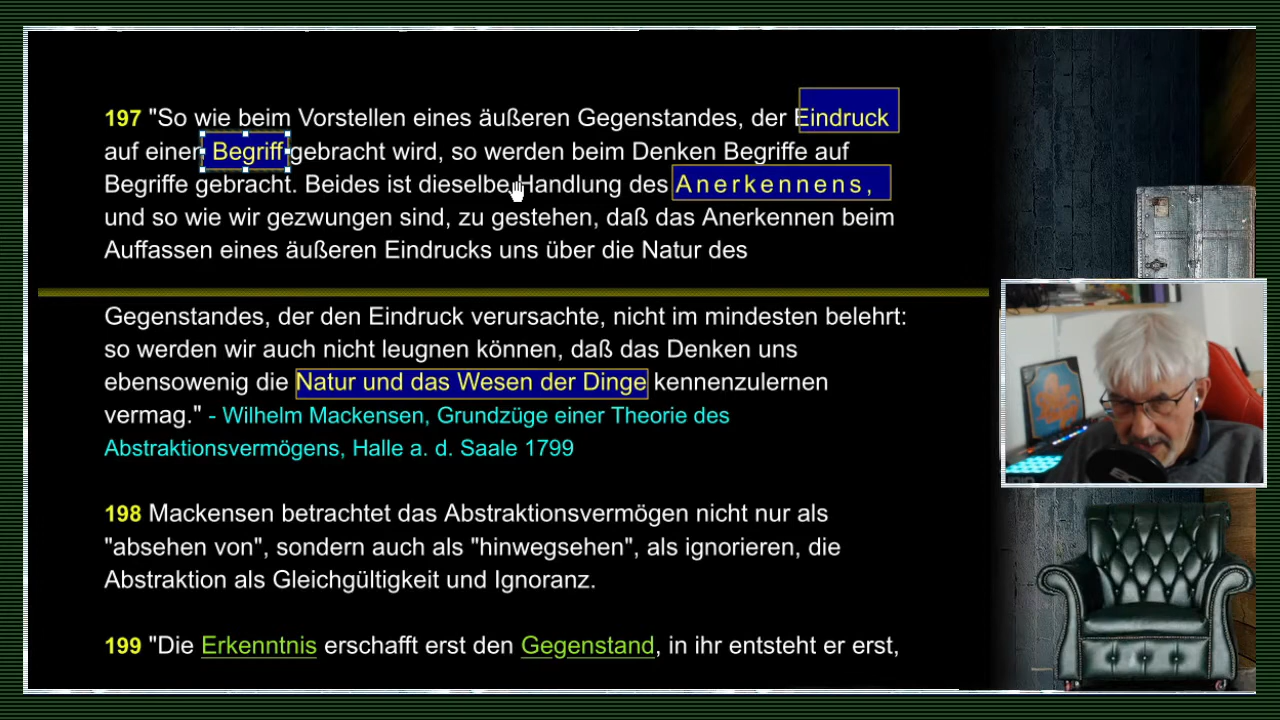 197 "So wie beim Vorstellen eines äußeren Gegenstandes, der Eindruck
auf einen Begriff gebracht wird, so werden beim Denken Begriffe auf
Begriffe gebracht. Beides ist dieselbe Handlung des Anerkennens,
und so wie wir gezwungen sind, zu gestehen, daß das Anerkennen beim
Auffassen eines äußeren Eindrucks uns über die Natur des
Gegenstandes, der den Eindruck verursachte, nicht im mindesten belehrt:
so werden wir auch nicht leugnen können, daß das Denken uns
ebensowenig die Natur und das Wesen der Dinge kennenzulernen
vermag." - Wilhelm Mackensen, Grundzüge einer Theorie des
Abstraktionsvermögens, Halle a. d. Saale 1799
198 Mackensen betrachtet das Abstraktionsvermögen nicht nur als
"absehen von", sondern auch als "hinwegsehen", als ignorieren, die
Abstraktion als Gleichgültigkeit und Ignoranz.
199 "Die Erkenntnis erschafft erst den Gegenstand, in ihr entsteht er erst,